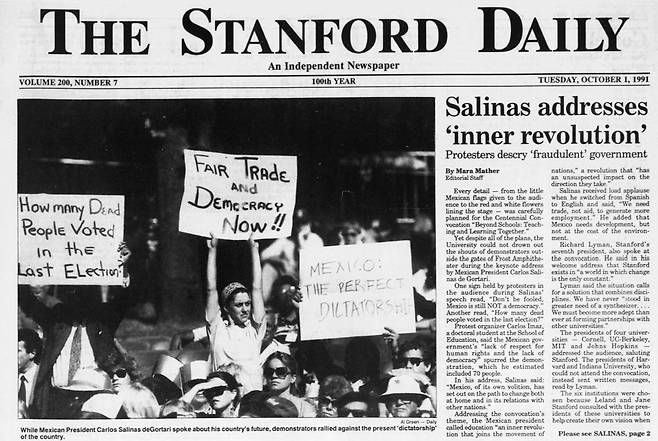 THE STANFORD DAILY
An Independent Newspaper
VOLUME 200, NUMBER 7 100th YEAR TUESDAY, OCTOBER 1, 1991
How many Dead
People Voted
in the
Last Election?
FAIR TRADE
AND
DEMOCRACY
NOW!!
MEXICO:
THE PERFECT
DICTATORSHIP
Al Green — Daily
While Mexican President Carlos Salinas deGortari spoke about his country's future, demonstrators rallied against the present 'dictatorship'
of the country.
Salinas addresses
'inner revolution'
Protesters descry 'fraudulent' government
By Mara Mather
Editorial Staff
Every detail — from the little
Mexican flags given to the audience
to the red and white flowers
lining the stage — was carefully
planned for the Centennial Con-
vocation "Beyond Schools: Teach-
ing and Learning Together."
Yet despite all of the plans, the
University could not drown out
the shouts of demonstrators out-
side the gates of Frost Amphithe-
ater during the keynote address
by Mexican President Carlos Sali-
nas de Gortari.
One sign held by protesters in
the audience during Salinas'
speech read, "Don't be fooled,
Mexico is still NOT a democracy."
Another read, "How many dead
people voted in the last election?"
Protest organizer Carlos Imaz,
a doctoral student at the School of
Education, said the Mexican gov-
ernment's "lack of respect for
human rights and the lack of
democracy" spurred the demon-
stration, which he estimated
included 70 people.
In his address, Salinas said:
"Mexico, of its own volition, has
set out on the path to change both
at home and in its relations with
other nations."
Addressing the convocation's
theme, the Mexican president
called education "an inner revolu-
tion that joins the movement of
nations," a revolution that "has
an unsuspected impact on the
direction they take."
Salinas received loud applause
when he switched from Spanish
to English and said, "We need
trade, not aid, to generate more
employment." He added that
Mexico needs development, but
not at the cost of the environ-
ment.
Richard Lyman, Stanford's
seventh president, also spoke at
the convocation. He said in his
welcome address that Stanford
exists in "a world in which change
is the only constant."
Lyman said the situation calls
for a solution that combines disci-
plines. We have never "stood in
greater need of a synthesizer. . . .
We must become more adept than
ever at forming partnerships with
other universities."
The presidents of four univer-
sities — Cornell, UC-Berkeley,
MIT and Johns Hopkins —
addressed the audience, saluting
Stanford. The presidents of Har-
vard and Indiana University, who
could not attend the convocation,
instead sent written messages,
read by Lyman.
The six institutions were cho-
sen because Leland and Jane
Stanford consulted with the pres-
idents of these universities to
help create their own vision when
Please see SALINAS, page 2